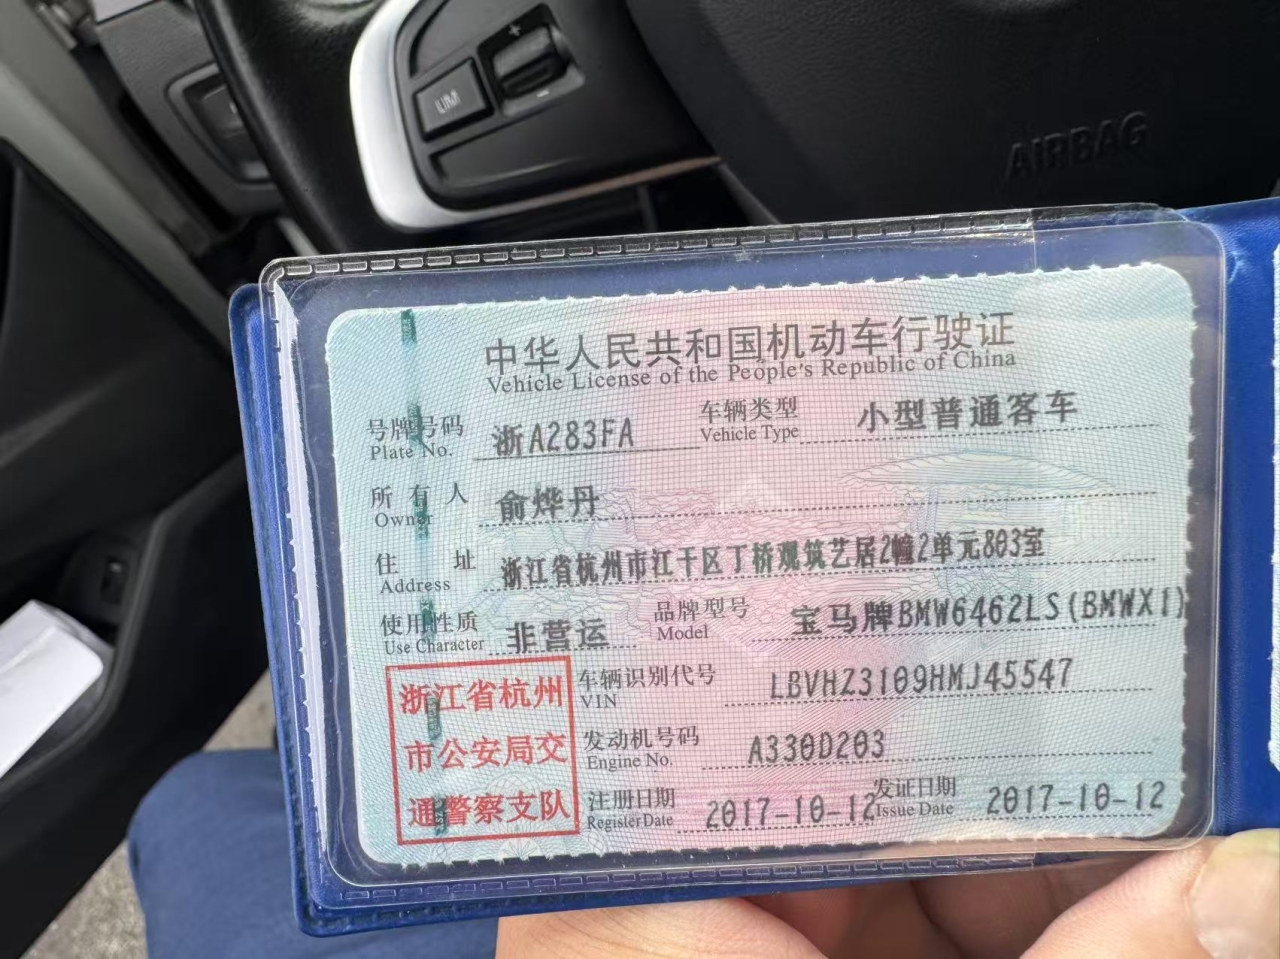 LIM
+
-
AIRBAG
中华人民共和国机动车行驶证
Vehicle License of the People's Republic of China
号牌号码 浙A283FA 车辆类型 小型普通客车
Plate No. Vehicle Type
所有人 俞烨丹
Owner
住址 浙江省杭州市江干区丁桥观筑艺居2幢2单元803室
Address
使用性质 非营运 品牌型号 宝马牌BMW6462LS(BMWX1)
Use Character Model
浙江省杭州 车辆识别代号 LBVHZ3109HMJ45547
VIN
市公安局交 发动机号码 A330D203
Engine No.
通警察支队 注册日期 2017-10-12 发证日期 2017-10-12
Register Date Issue Date